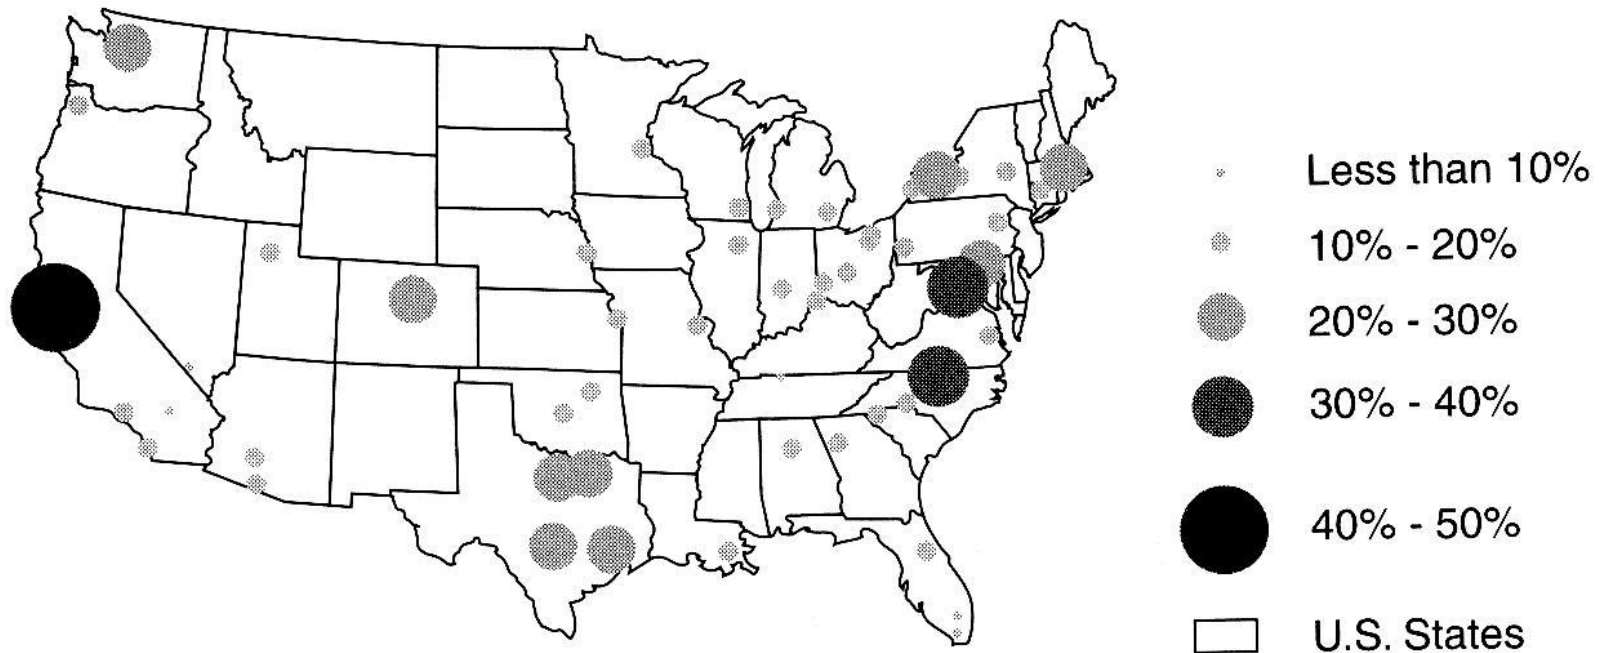 Less than 10%
10% - 20%
20% - 30%
30% - 40%
40% - 50%
U.S. States